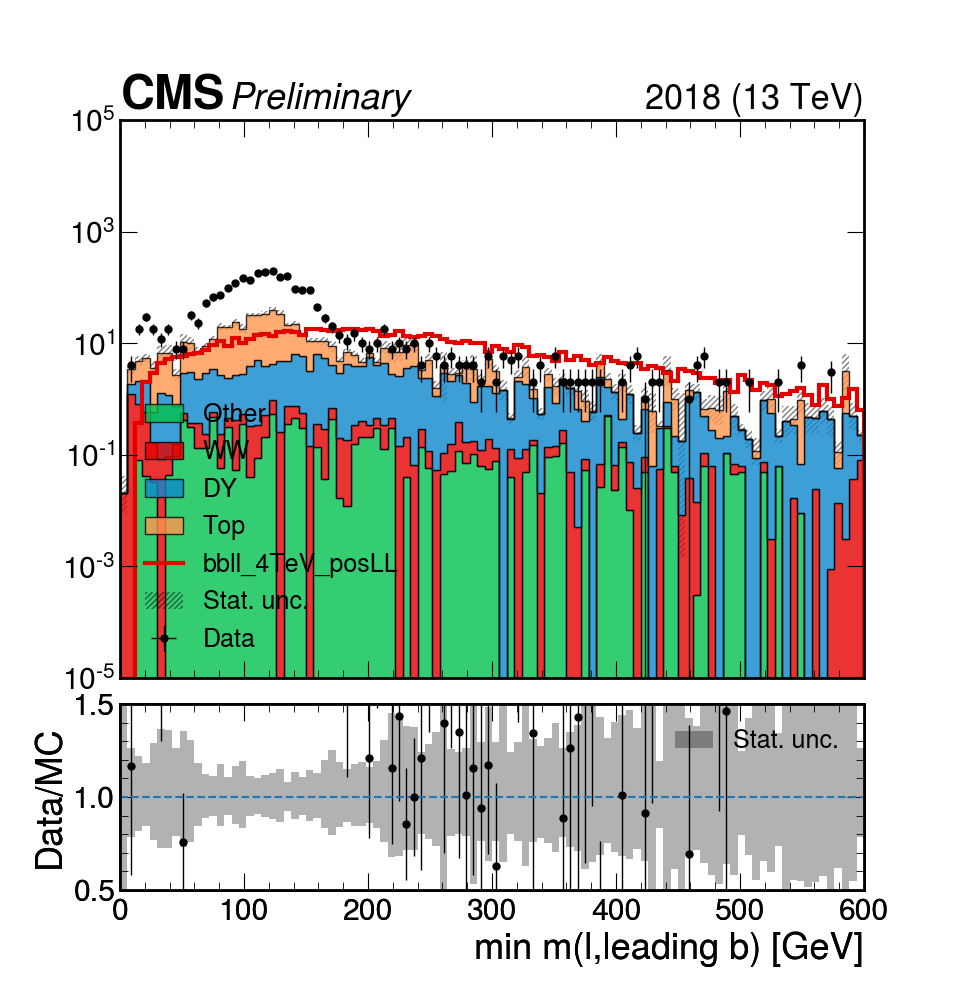 CMS Preliminary 2018 (13 TeV)
10^5
10^3
10^1
10^-1
10^-3
10^-5
Other
WW
DY
Top
bbll_4TeV_posLL
Stat. unc.
Data
1.5
1.0
0.5
Data/MC
Stat. unc.
0 100 200 300 400 500 600
min m(l,leading b) [GeV]